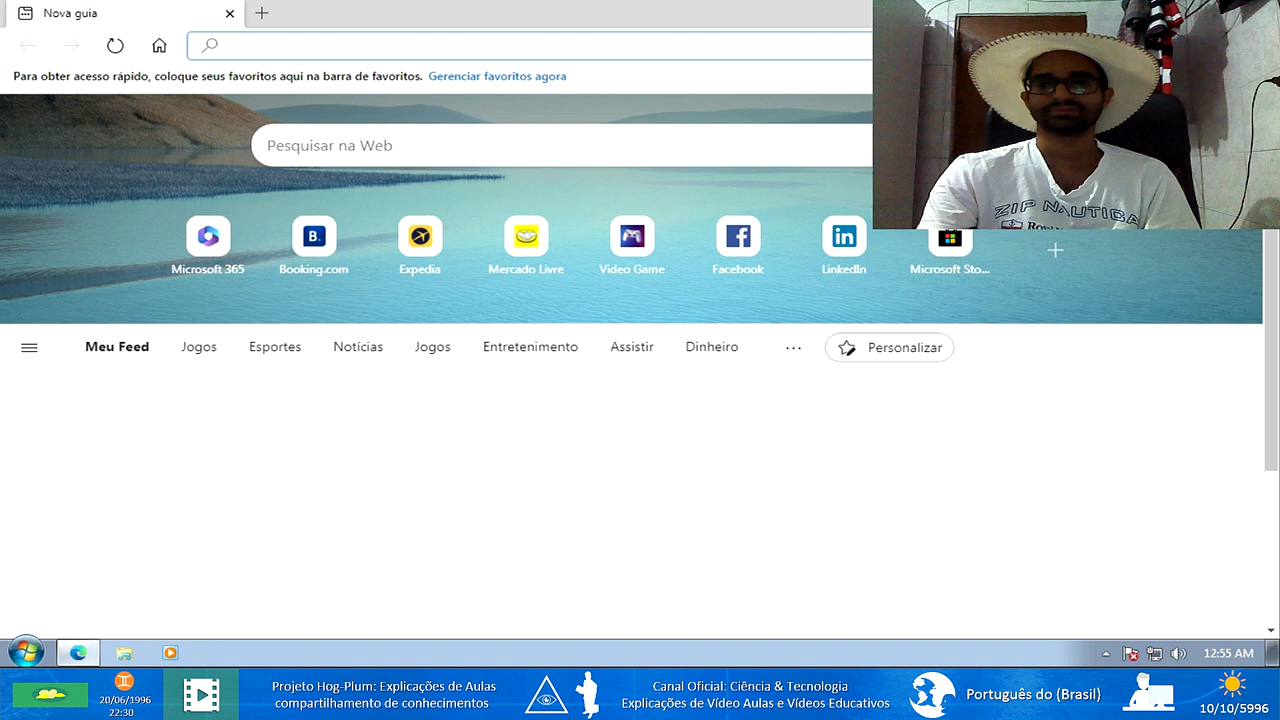 Nova guia
Para obter acesso rápido, coloque seus favoritos aqui na barra de favoritos. Gerenciar favoritos agora
Pesquisar na Web
ZIP NAUTICA
B.
Microsoft 365
Booking.com
Expedia
Mercado Livre
Video Game
Facebook
LinkedIn
Microsoft Sto...
Meu Feed
Jogos
Esportes
Notícias
Jogos
Entretenimento
Assistir
Dinheiro
...
Personalizar
12:55 AM
20/06/1996
22:30
Projeto Hog-Plum: Explicações de Aulas
compartilhamento de conhecimentos
Canal Oficial: Ciência & Tecnologia
Explicações de Vídeo Aulas e Vídeos Educativos
Português do (Brasil)
10/10/5996